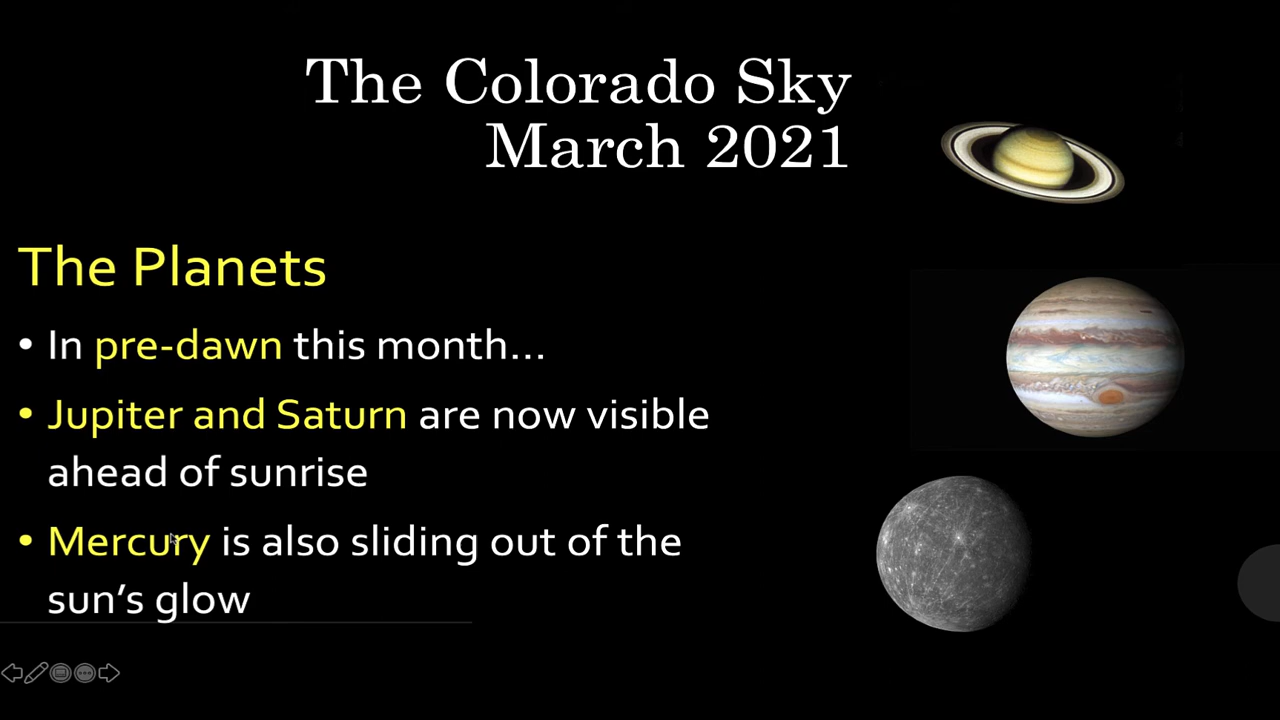 The Colorado Sky
March 2021
The Planets
• In pre-dawn this month...
• Jupiter and Saturn are now visible
ahead of sunrise
• Mercury is also sliding out of the
sun’s glow